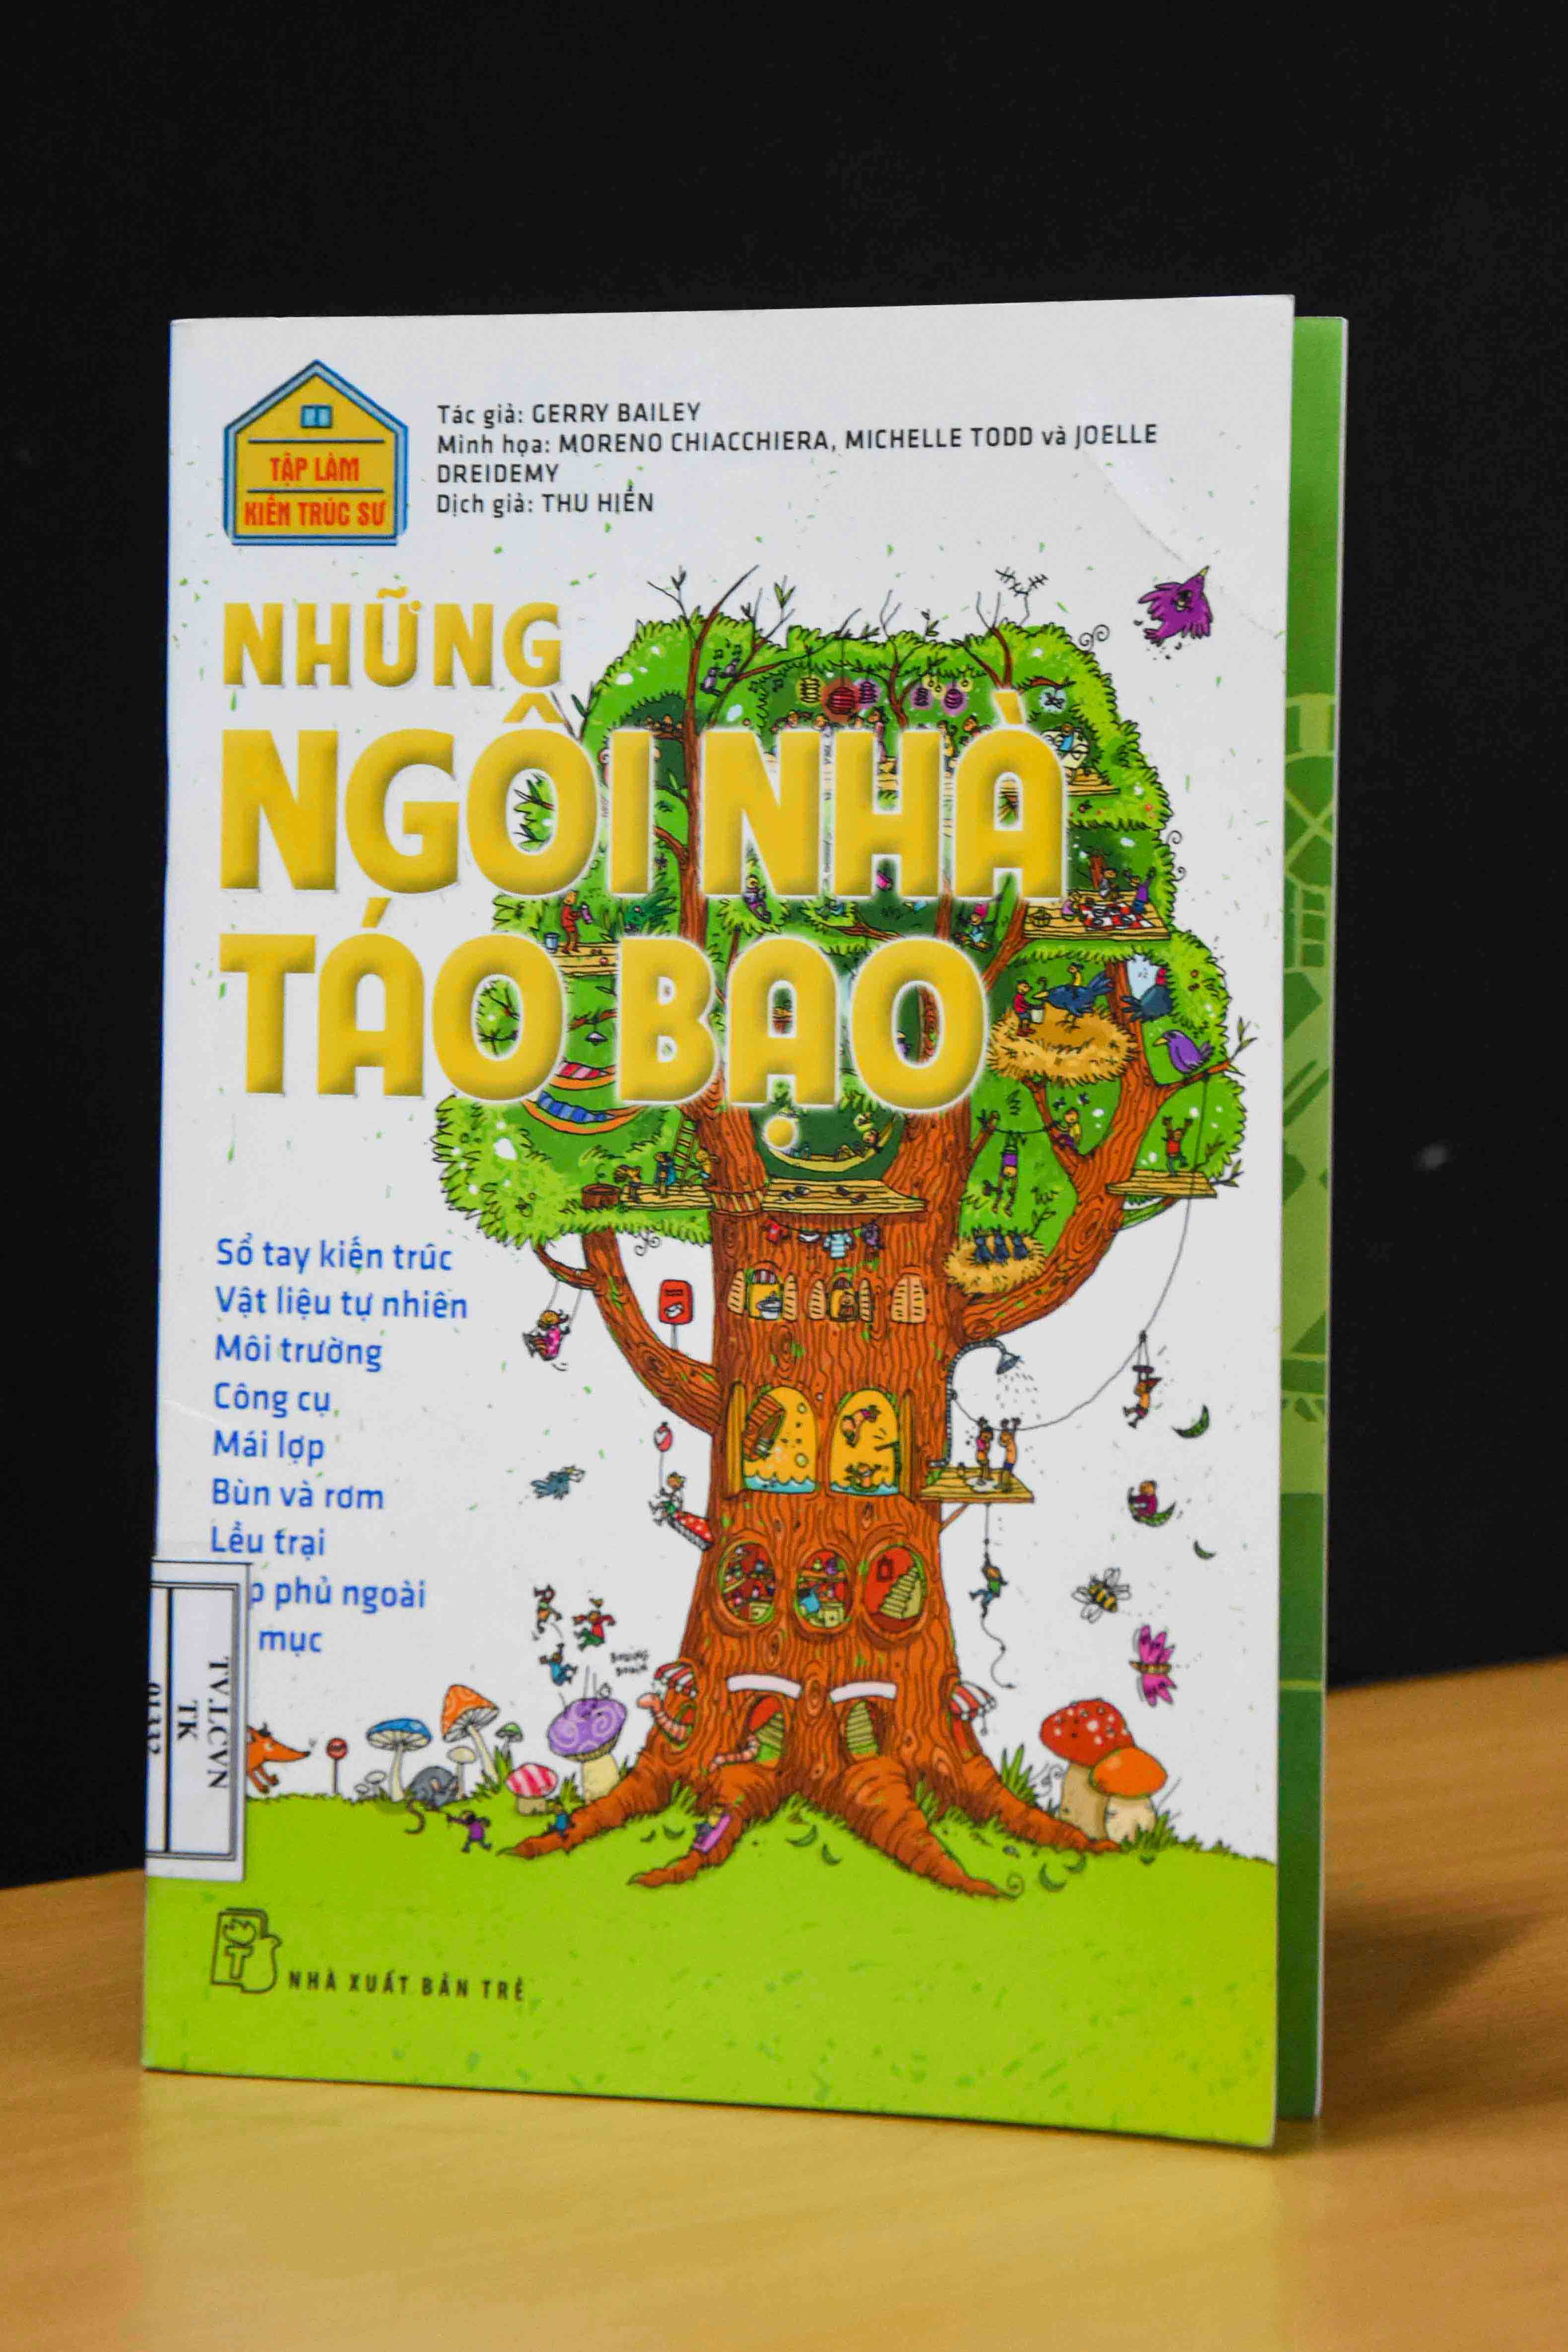 TẬP LÀM
KIẾN TRÚC SƯ
Tác giả: GERRY BAILEY
Minh họa: MORENO CHIACCHIERA, MICHELLE TODD và JOELLE
DREIDEMY
Dịch giả: THU HIỀN
NHỮNG
NGÔI NHÀ
TÁO BẠO
Sổ tay kiến trúc
Vật liệu tự nhiên
Môi trường
Công cụ
Mái lợp
Bùn và rơm
Lều trại
phủ ngoài
mục
TV.I.CVN
TK
NHÀ XUẤT BẢN TRẺ